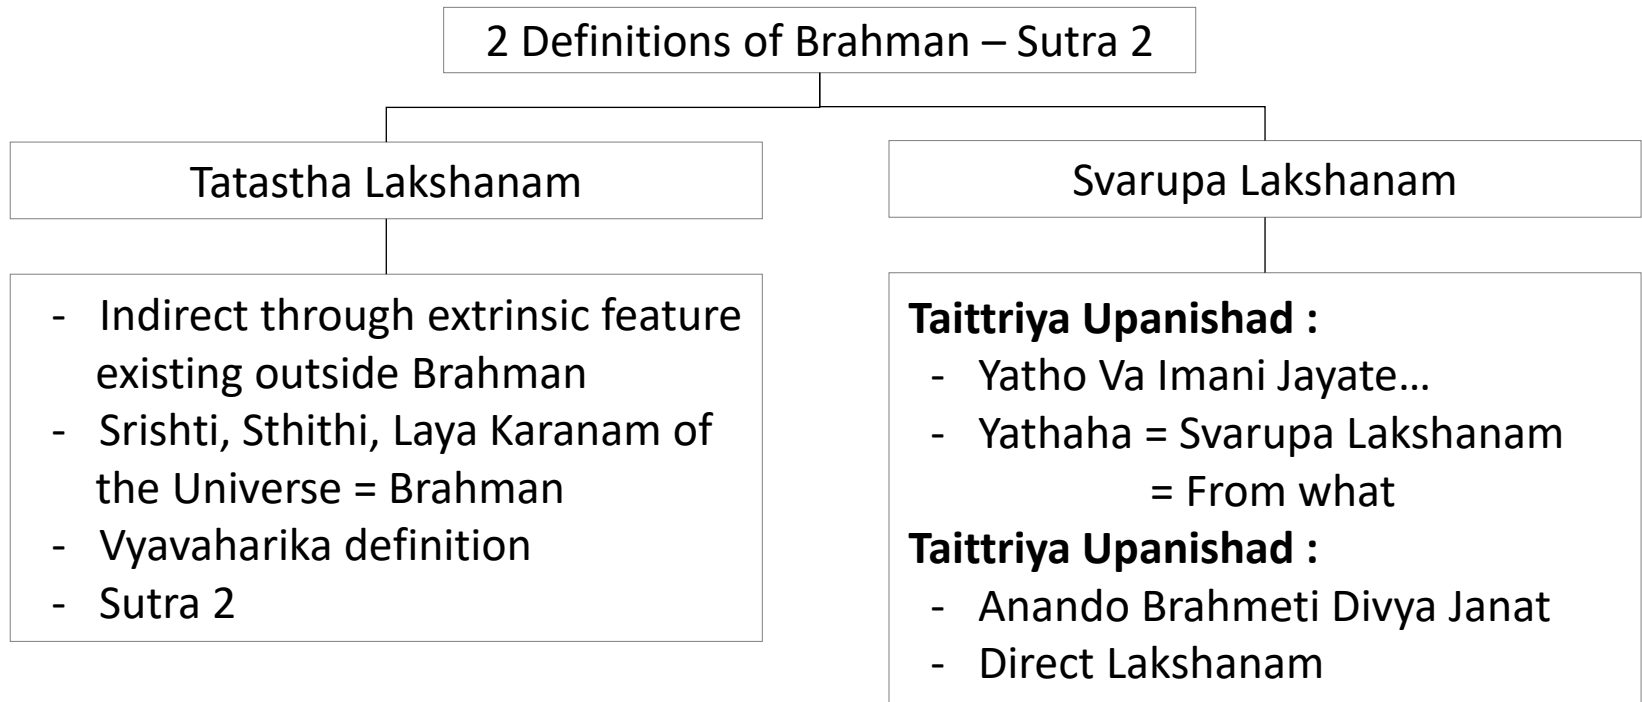 2 Definitions of Brahman – Sutra 2
Tatastha Lakshanam
- Indirect through extrinsic feature
existing outside Brahman
- Srishti, Sthithi, Laya Karanam of
the Universe = Brahman
- Vyavaharika definition
- Sutra 2
Svarupa Lakshanam
Taittriya Upanishad :
- Yatho Va Imani Jayate...
- Yathaha = Svarupa Lakshanam
= From what
Taittriya Upanishad :
- Anando Brahmeti Divya Janat
- Direct Lakshanam